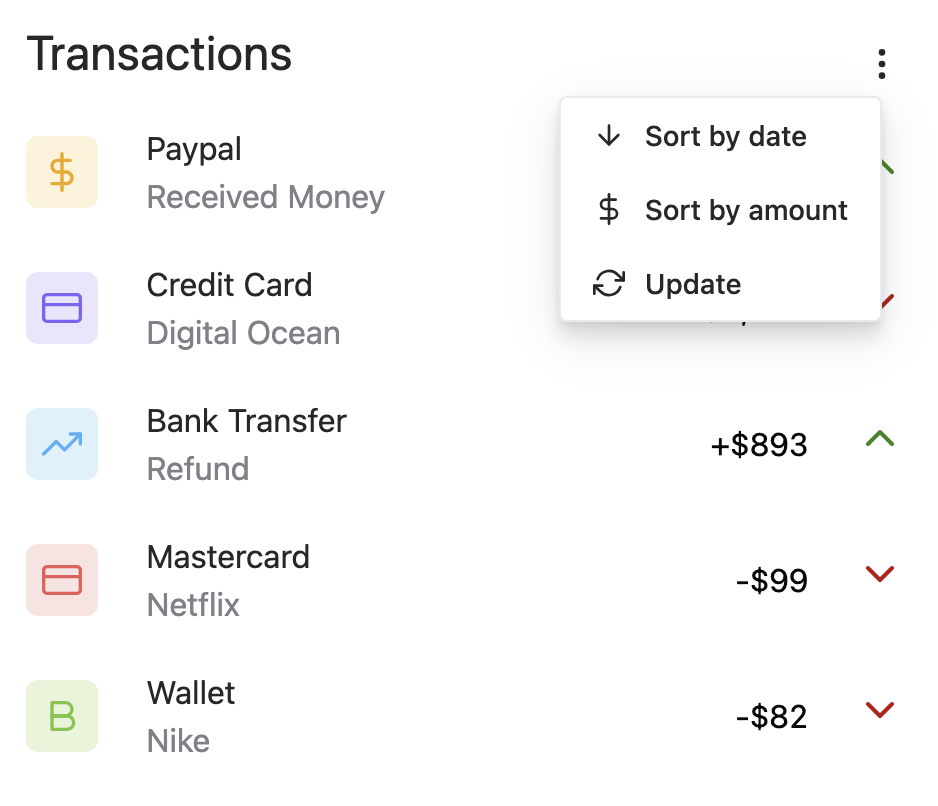 Transactions
Sort by date
Sort by amount
Update
Paypal
Received Money
Credit Card
Digital Ocean
Bank Transfer
Refund
+$893
Mastercard
Netflix
-$99
Wallet
Nike
-$82